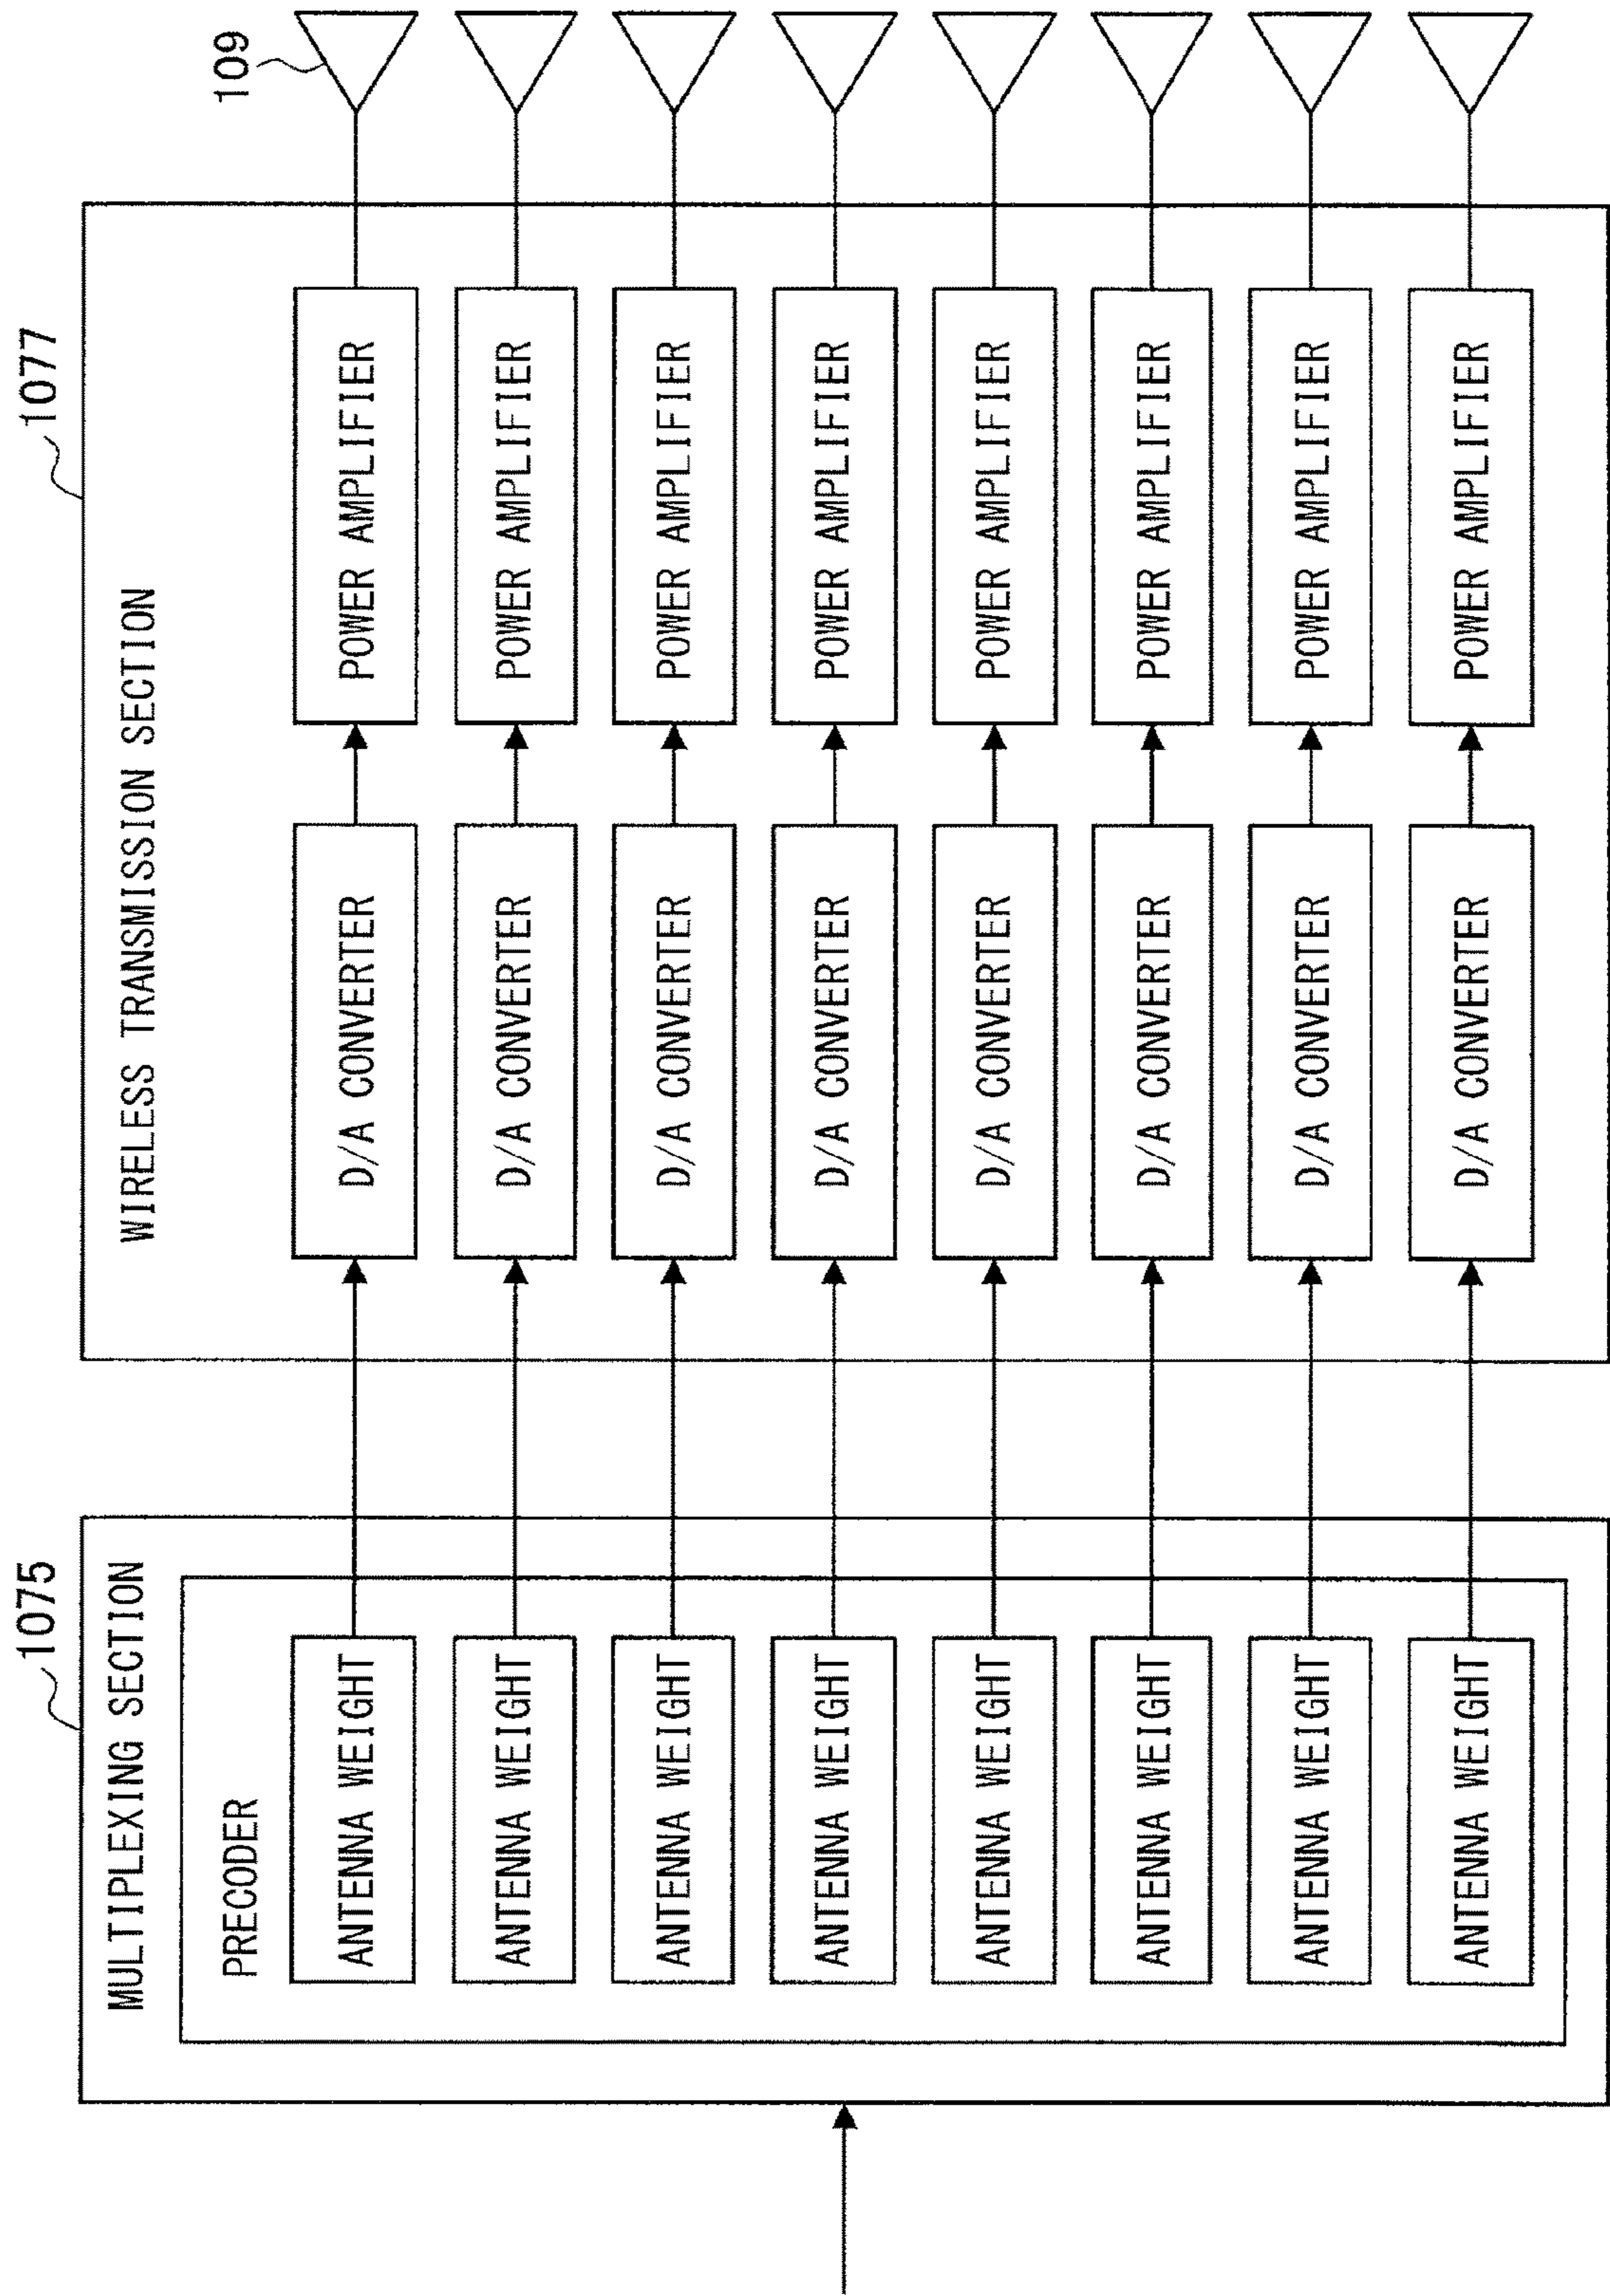 1075
MULTIPLEXING SECTION
PRECODER
ANTENNA WEIGHT
ANTENNA WEIGHT
ANTENNA WEIGHT
ANTENNA WEIGHT
ANTENNA WEIGHT
ANTENNA WEIGHT
ANTENNA WEIGHT
ANTENNA WEIGHT
1077
WIRELESS TRANSMISSION SECTION
D/A CONVERTER
D/A CONVERTER
D/A CONVERTER
D/A CONVERTER
D/A CONVERTER
D/A CONVERTER
D/A CONVERTER
D/A CONVERTER
POWER AMPLIFIER
POWER AMPLIFIER
POWER AMPLIFIER
POWER AMPLIFIER
POWER AMPLIFIER
POWER AMPLIFIER
POWER AMPLIFIER
POWER AMPLIFIER
109